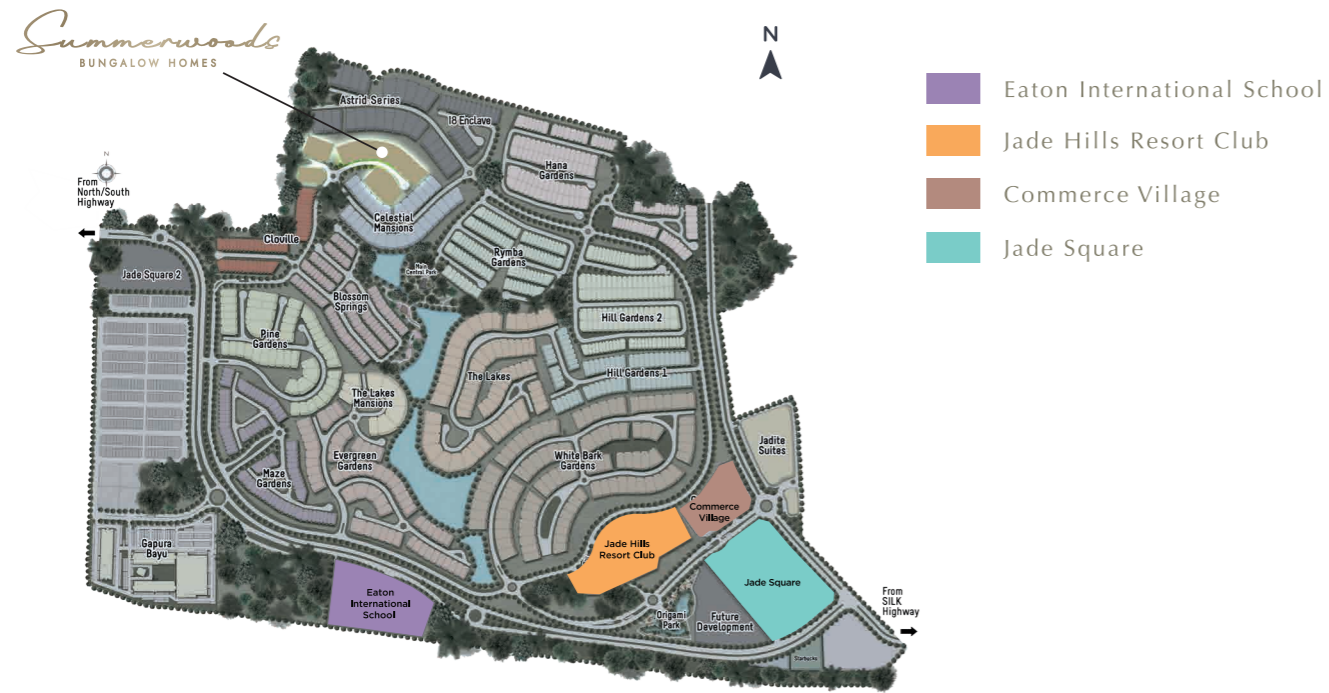 Summerwoods
BUNGALOW HOMES
N
Eaton International School
Jade Hills Resort Club
Commerce Village
Jade Square
Astrid Series
18 Enclave
Hana
Gardens
N
From
North/South
Highway
Celestial
Mansions
Cloville
Rymba
Gardens
Main
Central Park
Jade Square 2
Blossom
Springs
Hill Gardens 2
Pine
Gardens
The Lakes
Hill Gardens 1
The Lakes
Mansions
Jadite
Suites
Evergreen
Gardens
White Bark
Gardens
Maze
Gardens
Commerce
Village
Gapura
Bayu
Jade Hills
Resort Club
Jade Square
Eaton
International
School
From
SILK
Highway
Origami
Park
Future
Development
Starbucks